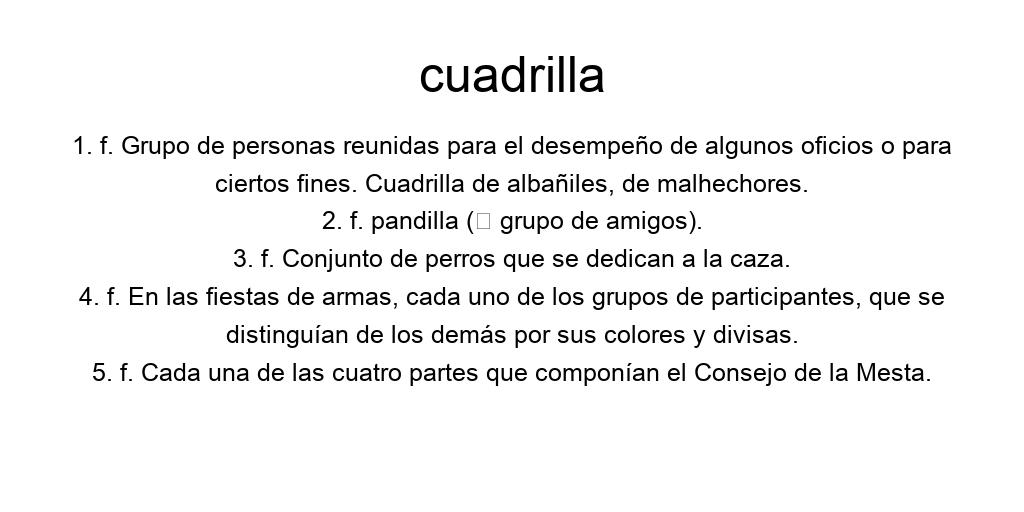 cuadrilla
1. f. Grupo de personas reunidas para el desempeño de algunos oficios o para
ciertos fines. Cuadrilla de albañiles, de malhechores.
2. f. pandilla (□ grupo de amigos).
3. f. Conjunto de perros que se dedican a la caza.
4. f. En las fiestas de armas, cada uno de los grupos de participantes, que se
distinguían de los demás por sus colores y divisas.
5. f. Cada una de las cuatro partes que componían el Consejo de la Mesta.